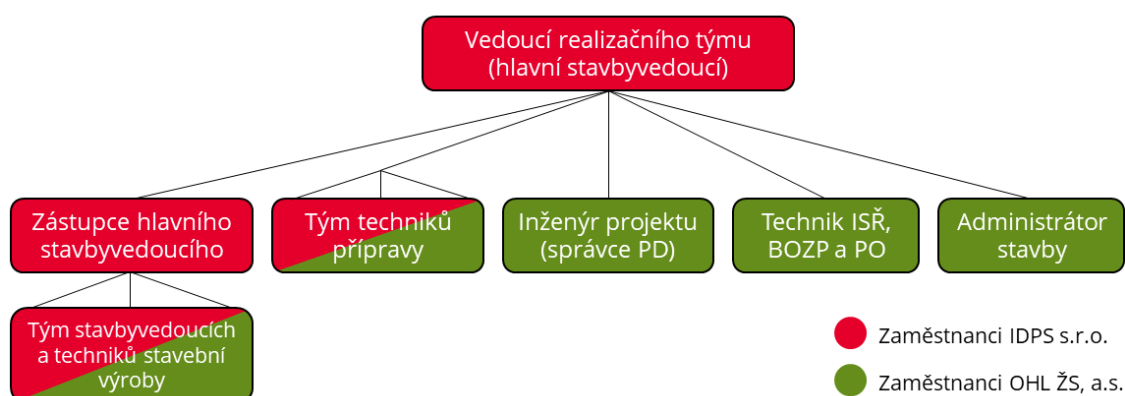 Vedoucí realizačního týmu
(hlavní stavbyvedoucí)
Zástupce hlavního
stavbyvedoucího
Tým techniků
přípravy
Inženýr projektu
(správce PD)
Technik ISŘ,
BOZP a PO
Administrátor
stavby
Tým stavbyvedoucích
a techniků stavební
výroby
Zaměstnanci IDPS s.r.o.
Zaměstnanci OHL ŽS, a.s.